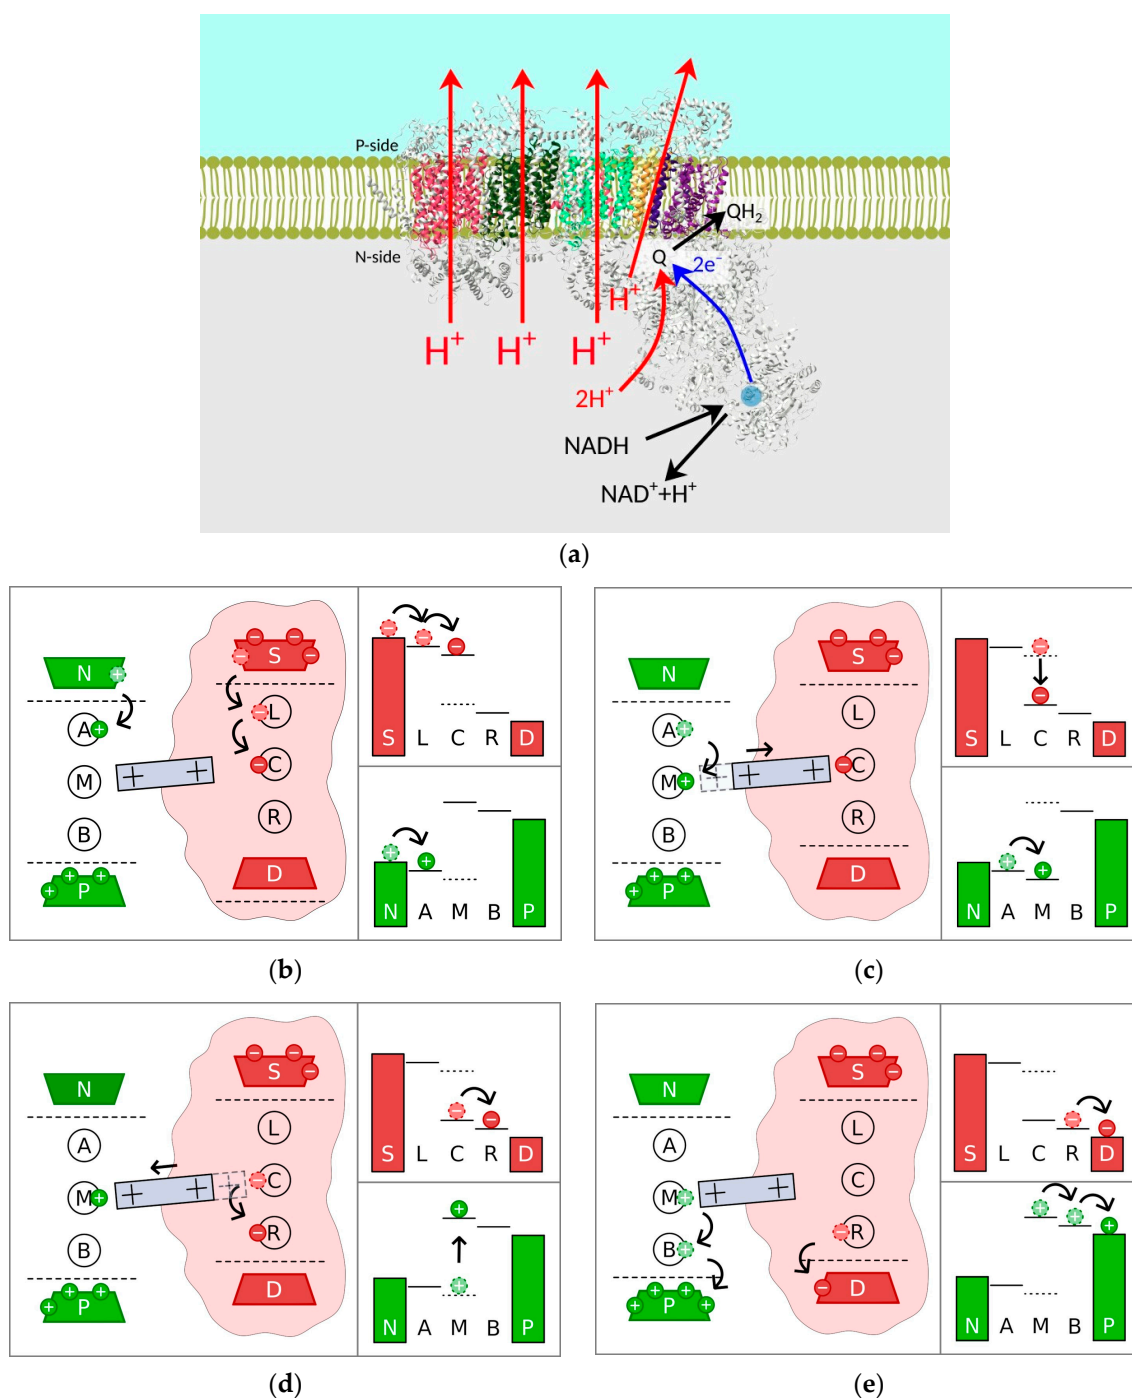 P-side
QH₂
N-side
Q
2e⁻
H⁺
H⁺
H⁺
H⁺
2H⁺
NADH
NAD⁺+H⁺
(a)
N
+
A +
M
B
+ + +
P
+ +
− − −
− S
− L
− C
R
D
− − −
S L C R D
+ +
N A M B P
(b)
N
A +
M +
B
+ + +
P
+ + +
− − −
S
L
− C
R
D
−
−
S L C R D
+ +
N A M B P
(c)
N
A
M +
B
+ + +
P
+ + +
− − −
S
L
− C
− R
D
− −
S L C R D
+
+
N A M B P
(d)
N
A
M +
B +
+ + + +
P
+ +
− − −
S
L
C
− R
− D
− −
S L C R D
+ + +
N A M B P
(e)